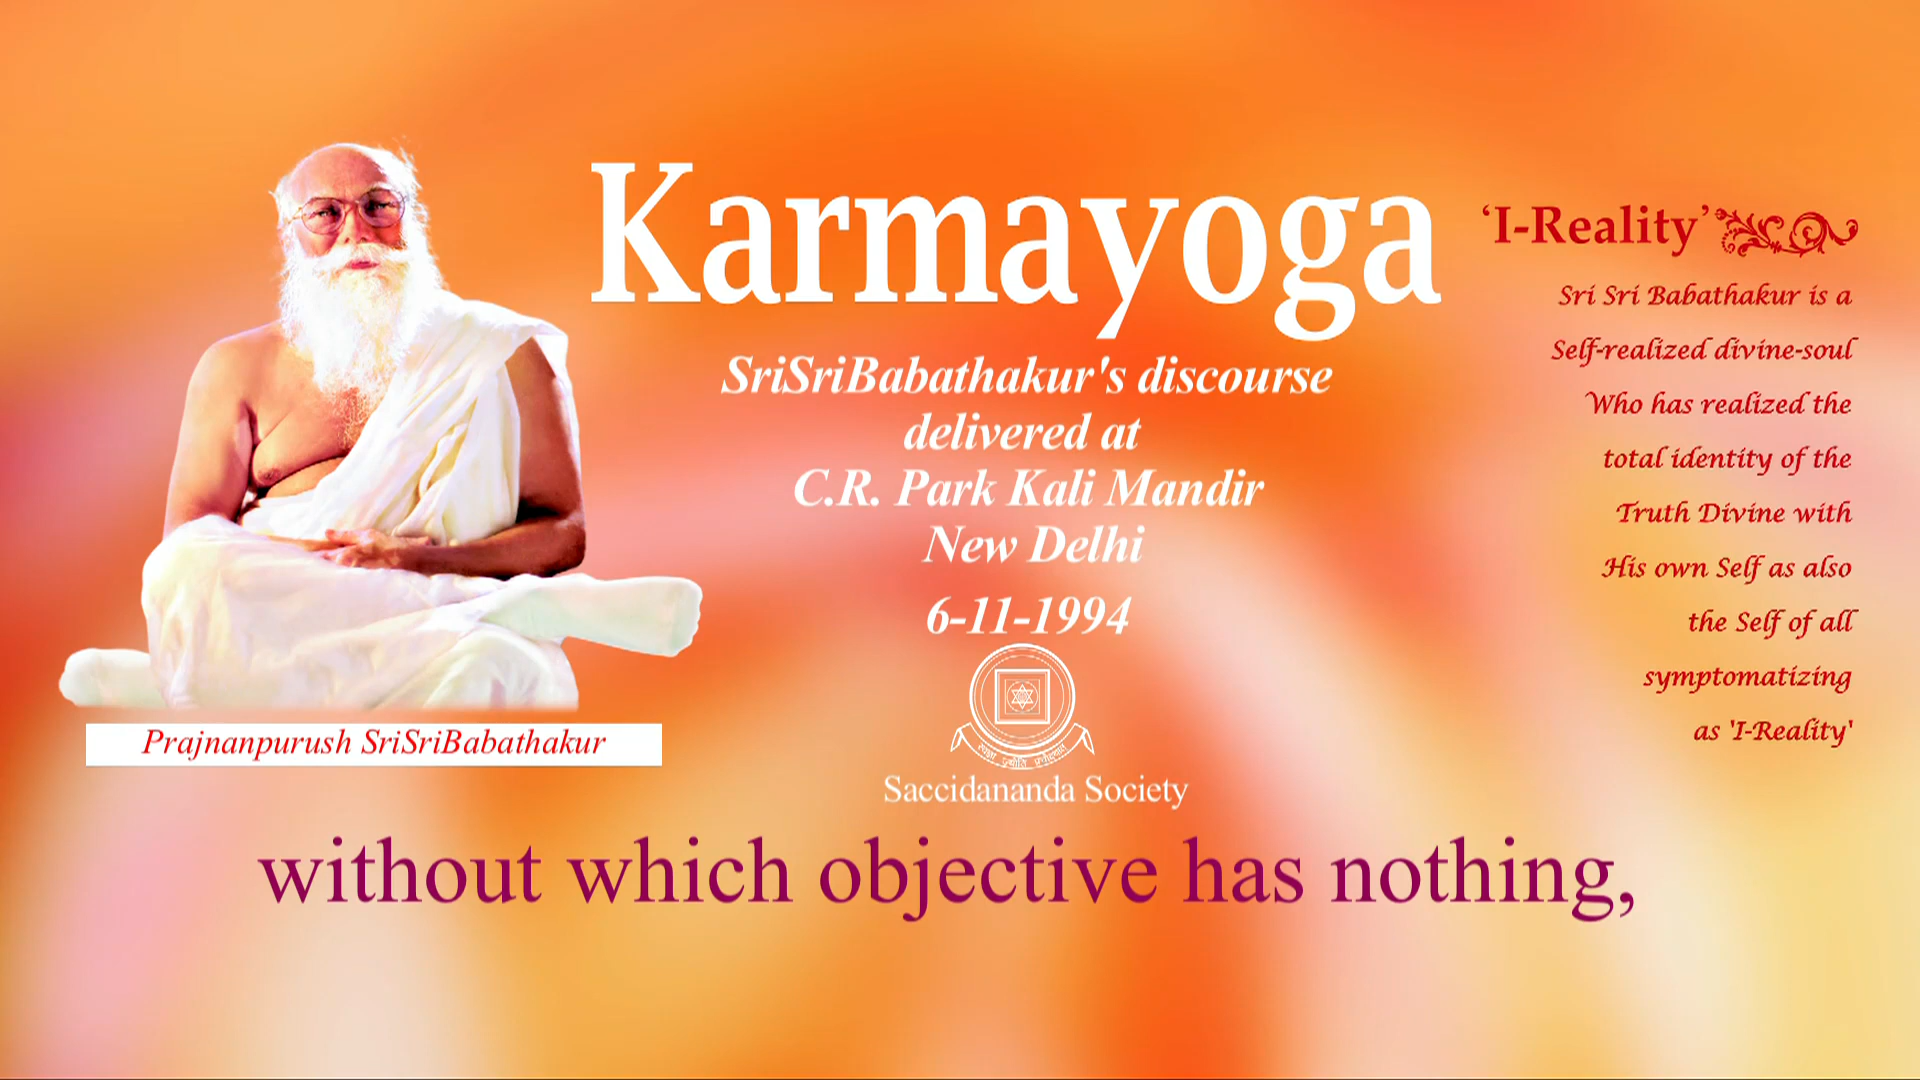 Karmayoga
SriSriBabathakur's discourse
delivered at
C.R. Park Kali Mandir
New Delhi
6-11-1994
Saccidananda Society
Prajnanpurush SriSriBabathakur
‘I-Reality’
Sri Sri Babathakur is a
Self-realized divine-soul
Who has realized the
total identity of the
Truth Divine with
His own Self as also
the Self of all
symptomatizing
as 'I-Reality'
without which objective has nothing,